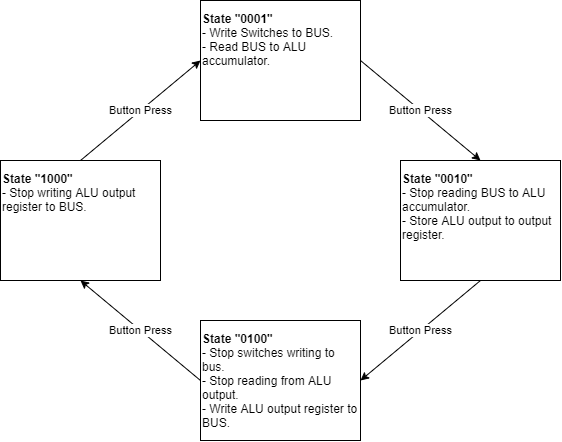 State "0001"
- Write Switches to BUS.
- Read BUS to ALU
accumulator.
Button Press
Button Press
State "1000"
- Stop writing ALU output
register to BUS.
State "0010"
- Stop reading BUS to ALU
accumulator.
- Store ALU output to output
register.
Button Press
Button Press
State "0100"
- Stop switches writing to
bus.
- Stop reading from ALU
output.
- Write ALU output register to
BUS.